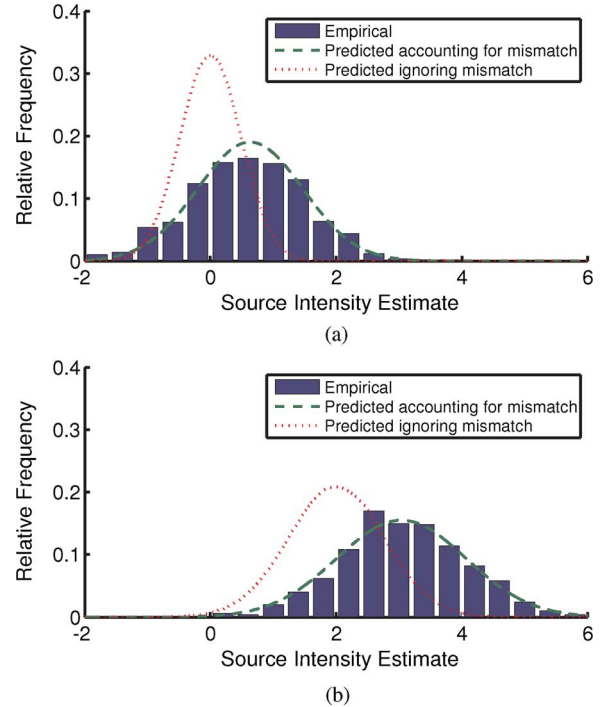 0.4
Empirical
Predicted accounting for mismatch
Predicted ignoring mismatch
0.3
0.2
0.1
0
Relative Frequency
-2 0 2 4 6
Source Intensity Estimate
(a)
0.4
Empirical
Predicted accounting for mismatch
Predicted ignoring mismatch
0.3
0.2
0.1
0
Relative Frequency
-2 0 2 4 6
Source Intensity Estimate
(b)